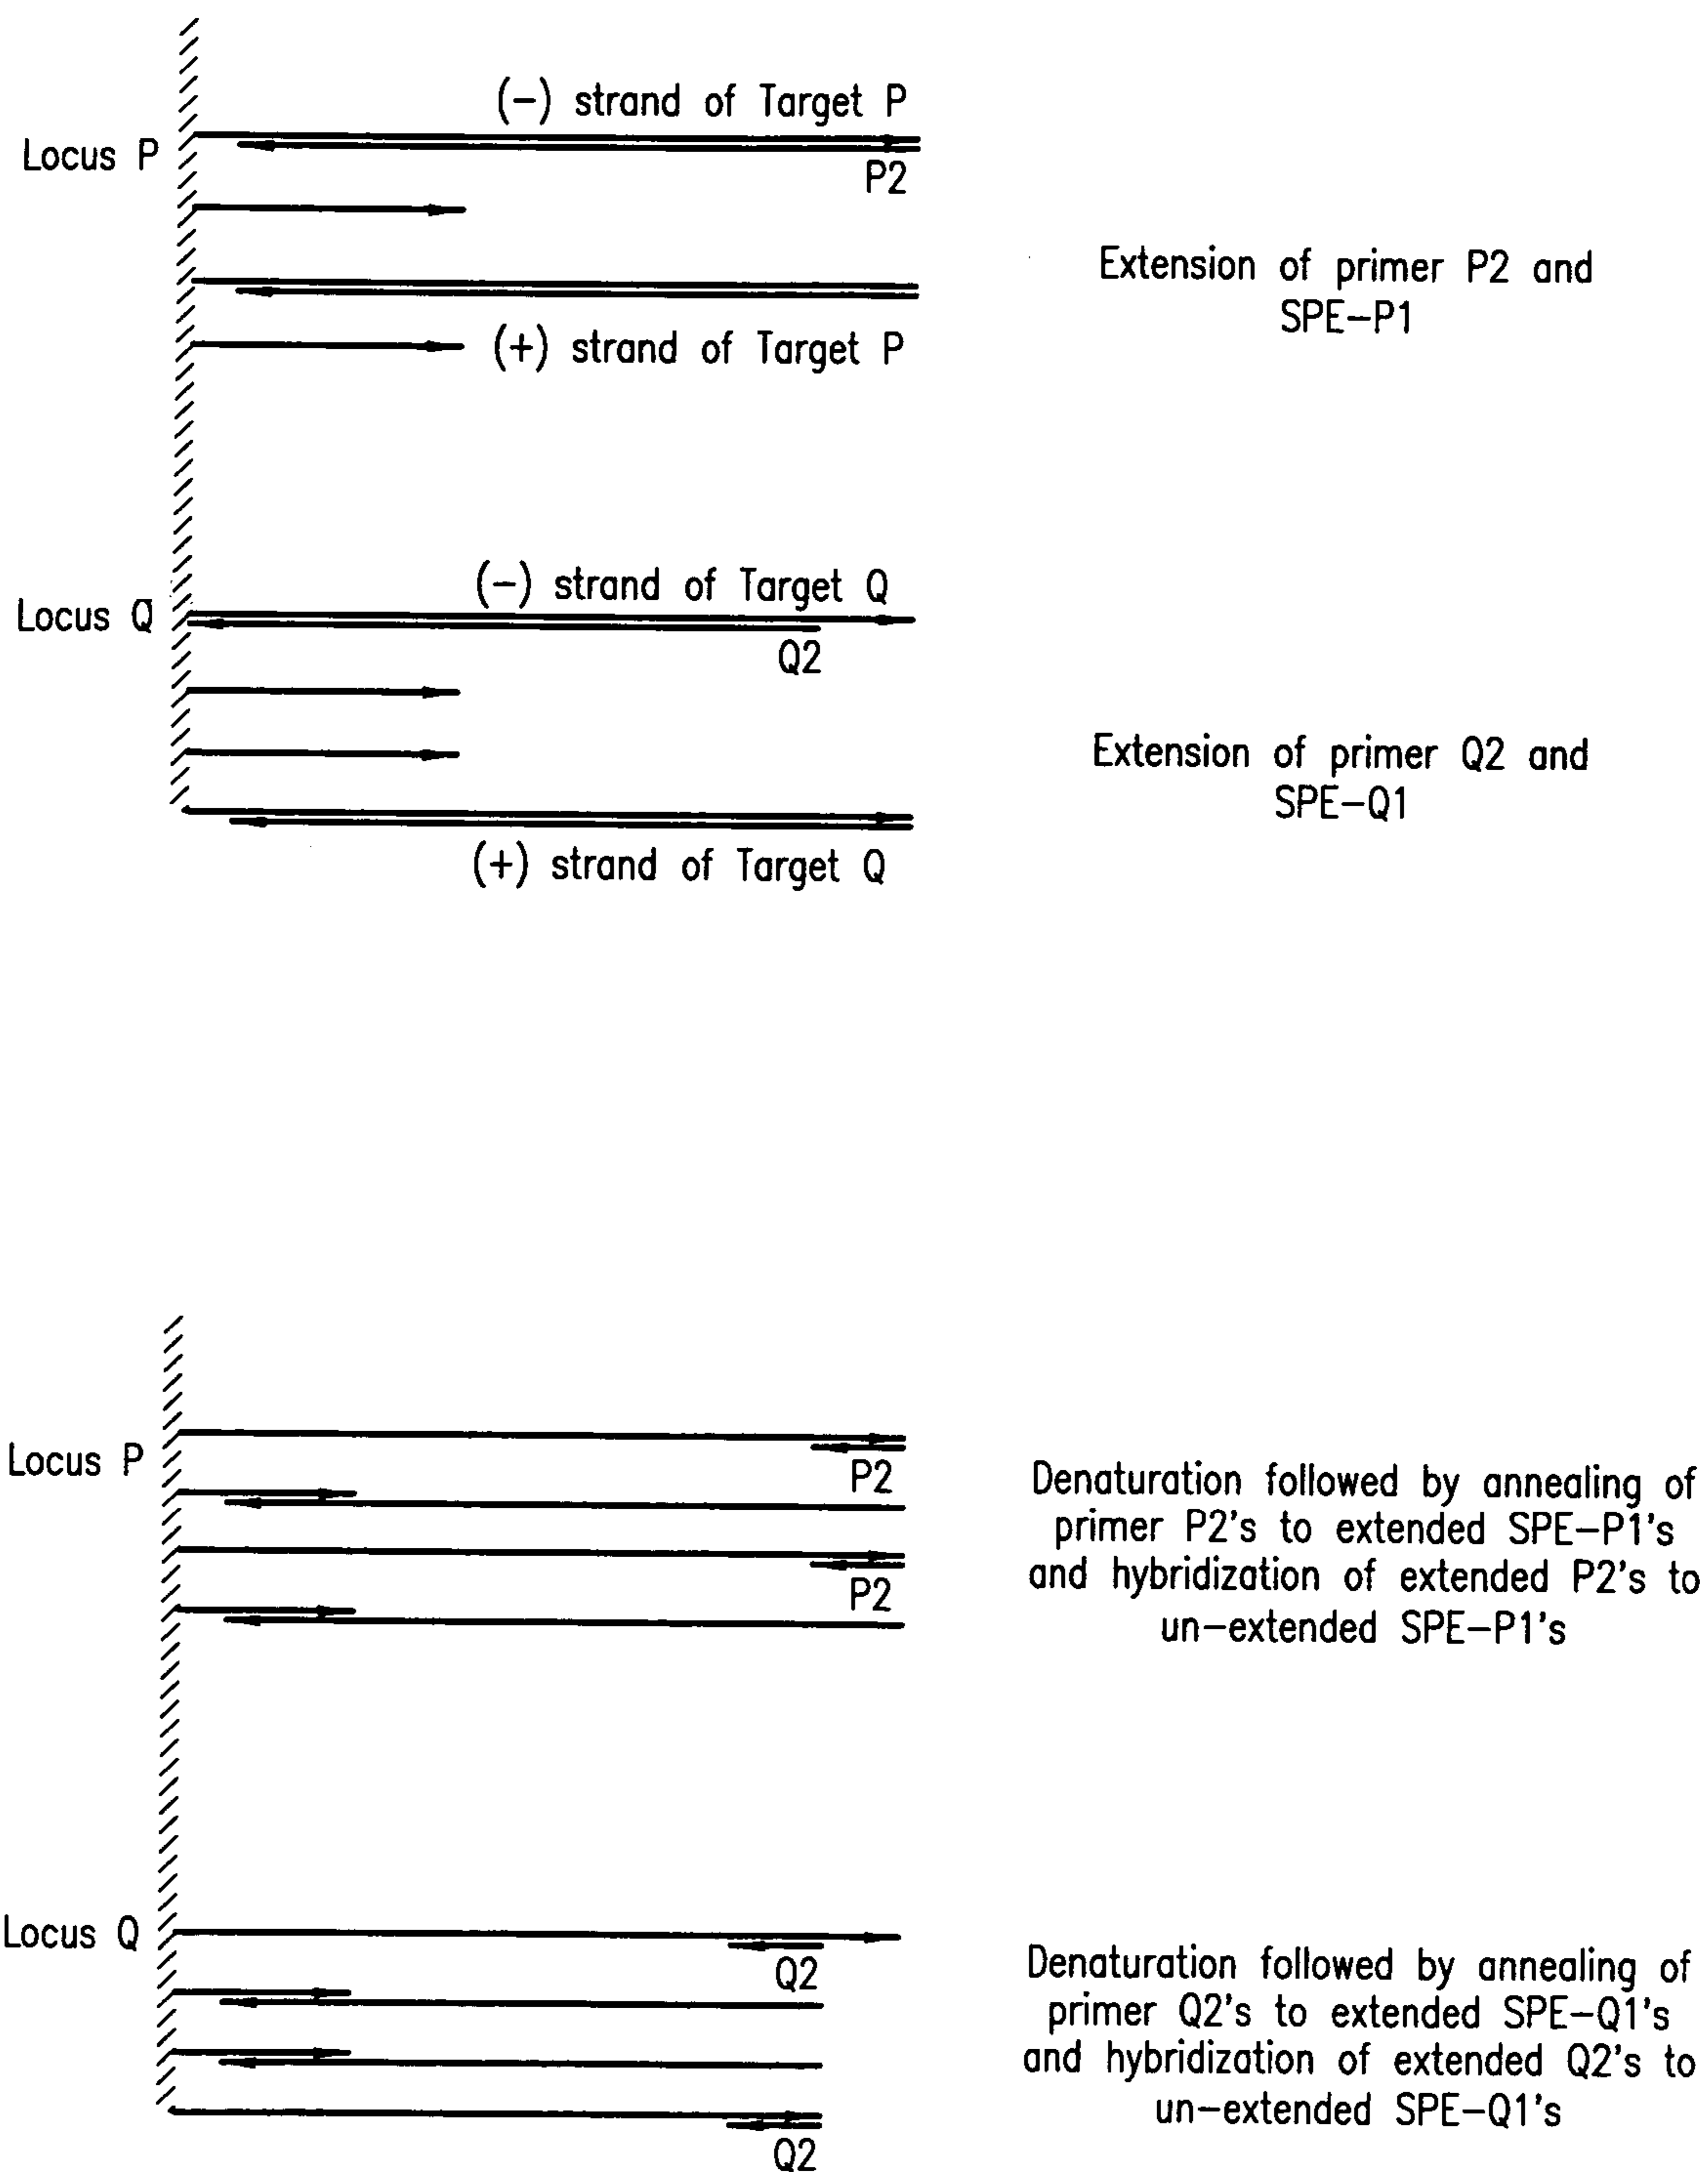 (-) strand of Target P
Locus P
P2
Extension of primer P2 and
SPE-P1
(+) strand of Target P
(-) strand of Target Q
Locus Q
Q2
Extension of primer Q2 and
SPE-Q1
(+) strand of Target Q
Locus P
P2
P2
Denaturation followed by annealing of
primer P2's to extended SPE-P1's
and hybridization of extended P2's to
un-extended SPE-P1's
Locus Q
Q2
Q2
Denaturation followed by annealing of
primer Q2's to extended SPE-Q1's
and hybridization of extended Q2's to
un-extended SPE-Q1's